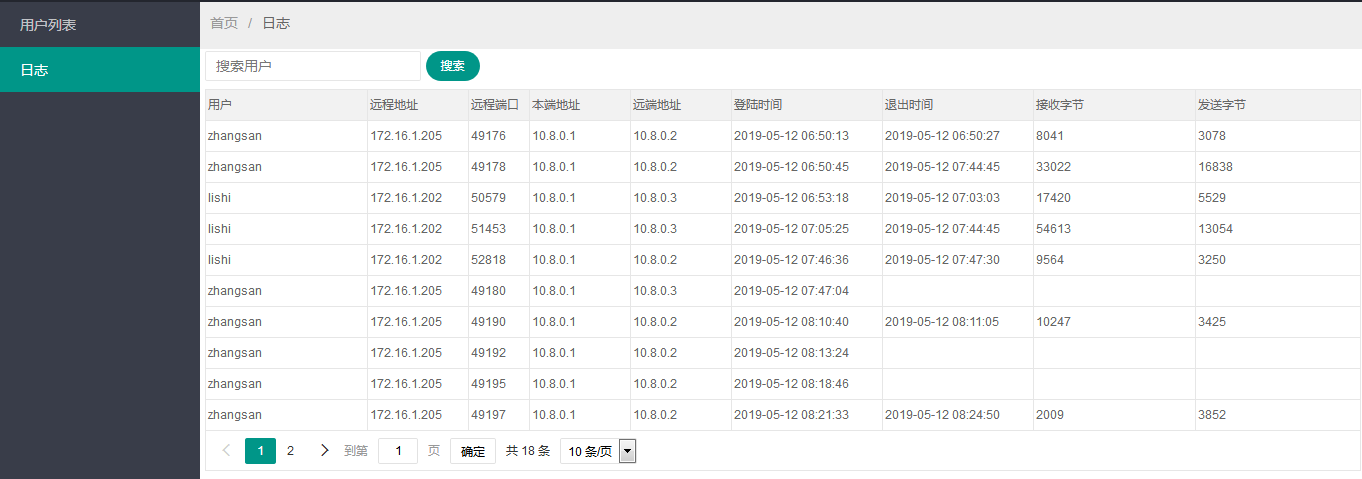 用户列表
日志
首页 / 日志
搜索用户 搜索
用户 远程地址 远程端口 本端地址 远端地址 登陆时间 退出时间 接收字节 发送字节
zhangsan 172.16.1.205 49176 10.8.0.1 10.8.0.2 2019-05-12 06:50:13 2019-05-12 06:50:27 8041 3078
zhangsan 172.16.1.205 49178 10.8.0.1 10.8.0.2 2019-05-12 06:50:45 2019-05-12 07:44:45 33022 16838
lishi 172.16.1.202 50579 10.8.0.1 10.8.0.3 2019-05-12 06:53:18 2019-05-12 07:03:03 17420 5529
lishi 172.16.1.202 51453 10.8.0.1 10.8.0.3 2019-05-12 07:05:25 2019-05-12 07:44:45 54613 13054
lishi 172.16.1.202 52818 10.8.0.1 10.8.0.2 2019-05-12 07:46:36 2019-05-12 07:47:30 9564 3250
zhangsan 172.16.1.205 49180 10.8.0.1 10.8.0.3 2019-05-12 07:47:04
zhangsan 172.16.1.205 49190 10.8.0.1 10.8.0.2 2019-05-12 08:10:40 2019-05-12 08:11:05 10247 3425
zhangsan 172.16.1.205 49192 10.8.0.1 10.8.0.2 2019-05-12 08:13:24
zhangsan 172.16.1.205 49195 10.8.0.1 10.8.0.2 2019-05-12 08:18:46
zhangsan 172.16.1.205 49197 10.8.0.1 10.8.0.2 2019-05-12 08:21:33 2019-05-12 08:24:50 2009 3852
1 2 到第 1 页 确定 共 18 条 10 条/页